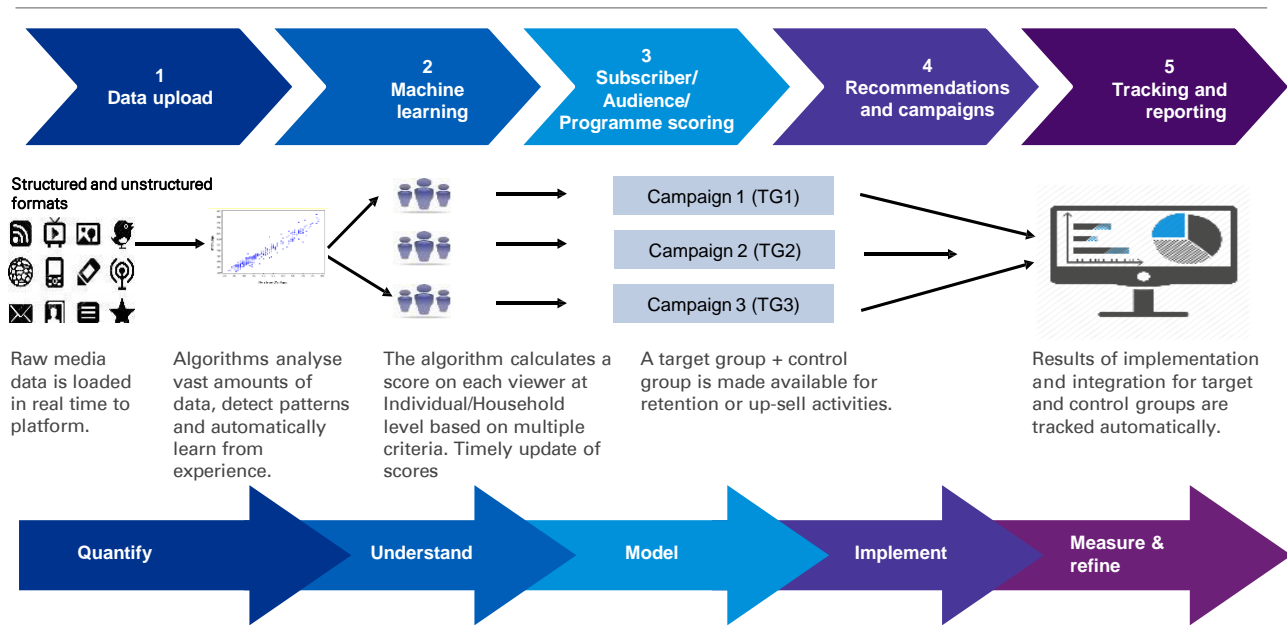 1
Data upload
2
Machine
learning
3
Subscriber/
Audience/
Programme scoring
4
Recommendations
and campaigns
5
Tracking and
reporting
Structured and unstructured
formats
Campaign 1 (TG1)
Campaign 2 (TG2)
Campaign 3 (TG3)
Raw media
data is loaded
in real time to
platform.
Algorithms analyse
vast amounts of
data, detect patterns
and automatically
learn from
experience.
The algorithm calculates a
score on each viewer at
Individual/Household
level based on multiple
criteria. Timely update of
scores
A target group + control
group is made available for
retention or up-sell activities.
Results of implementation
and integration for target
and control groups are
tracked automatically.
Quantify
Understand
Model
Implement
Measure &
refine